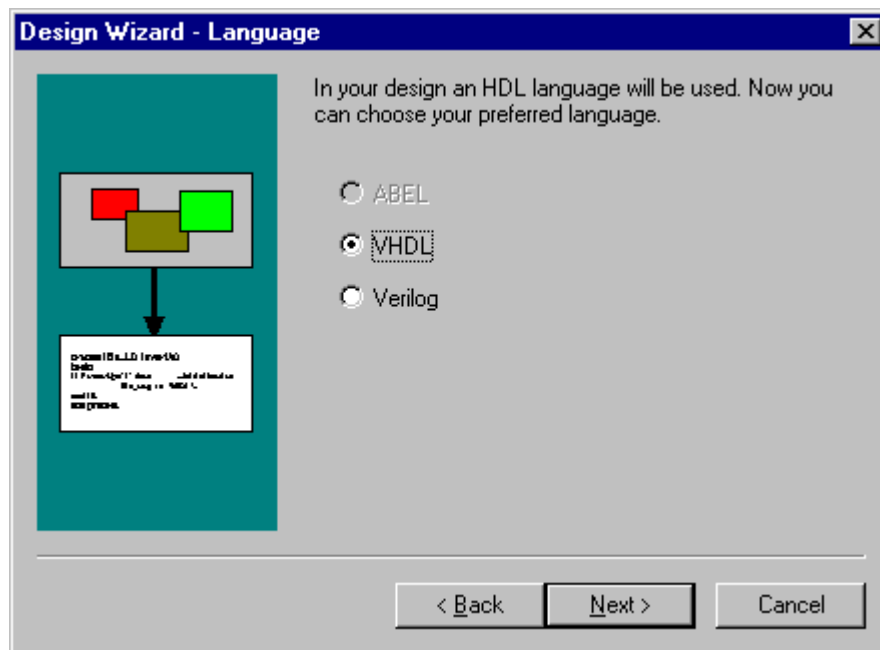 Design Wizard - Language
In your design an HDL language will be used. Now you
can choose your preferred language.
ABEL
VHDL
Verilog
< Back
Next >
Cancel